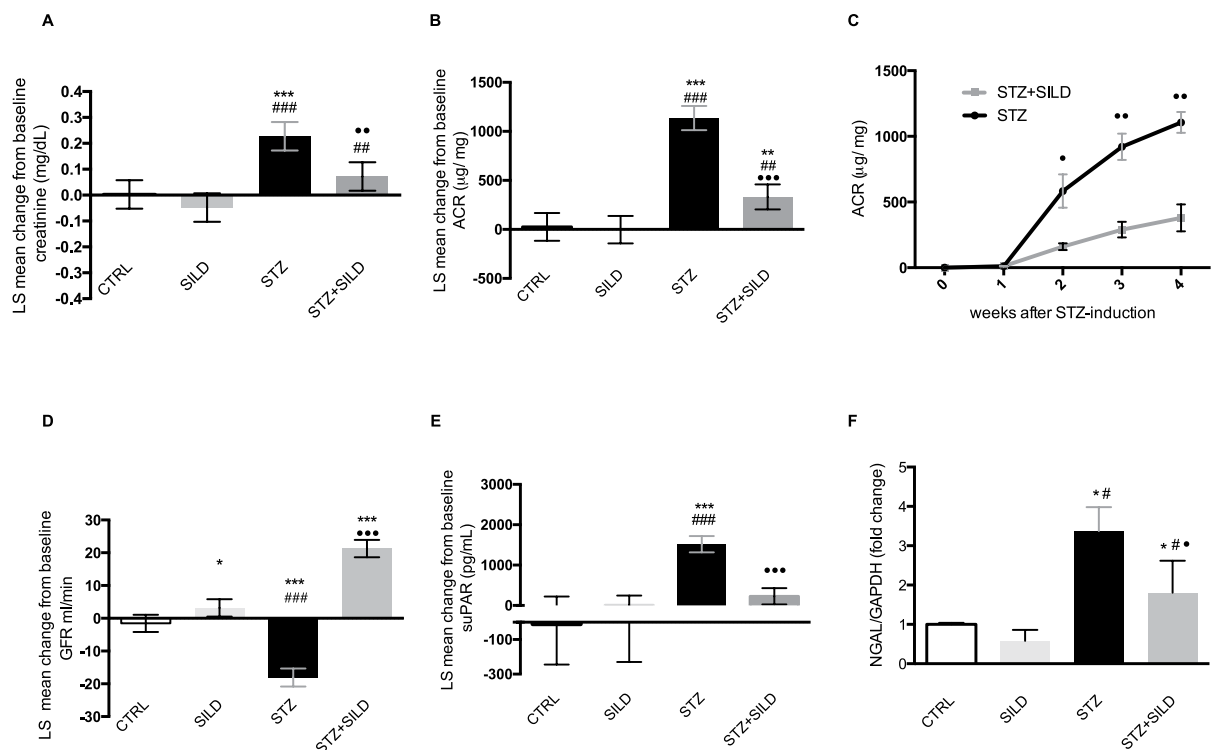 A
LS mean change from baseline
creatinine (mg/dL)
0.4
0.3
0.2
0.1
0.0
-0.1
-0.2
-0.3
-0.4
***
###
••
##
CTRL
SILD
STZ
STZ+SILD
B
LS mean change from baseline
ACR (µg/ mg)
1500
1000
500
0
-500
***
###
**
##
•••
CTRL
SILD
STZ
STZ+SILD
C
ACR (µg/ mg)
1500
1000
500
0
STZ+SILD
STZ
•
••
••
0
1
2
3
4
weeks after STZ-induction
D
LS mean change from baseline
GFR ml/min
30
20
10
0
-10
-20
-30
*
***
###
***
•••
CTRL
SILD
STZ
STZ+SILD
E
LS mean change from baseline
suPAR (pg/mL)
3000
2000
1000
0
-100
-300
***
###
•••
CTRL
SILD
STZ
STZ+SILD
F
NGAL/GAPDH (fold change)
5
4
3
2
1
0
* #
* # •
CTRL
SILD
STZ
STZ+SILD